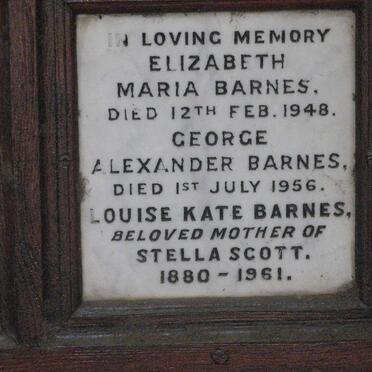 IN LOVING MEMORY
ELIZABETH
MARIA BARNES.
DIED 12TH FEB. 1948.
GEORGE
ALEXANDER BARNES.
DIED 1ST JULY 1956.
LOUISE KATE BARNES,
BELOVED MOTHER OF
STELLA SCOTT.
1880 - 1961.